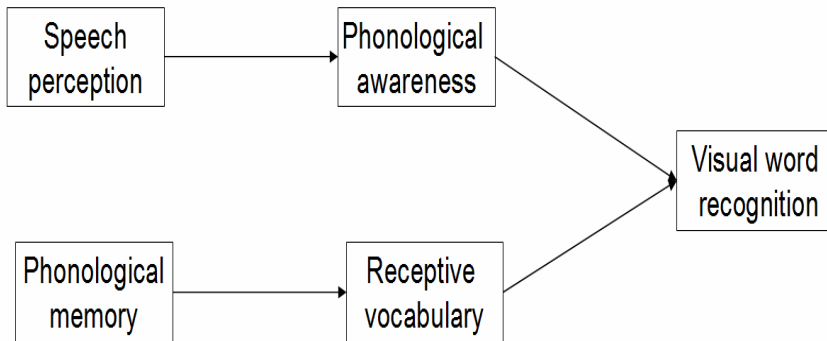 Speech
perception
Phonological
awareness
Visual word
recognition
Phonological
memory
Receptive
vocabulary